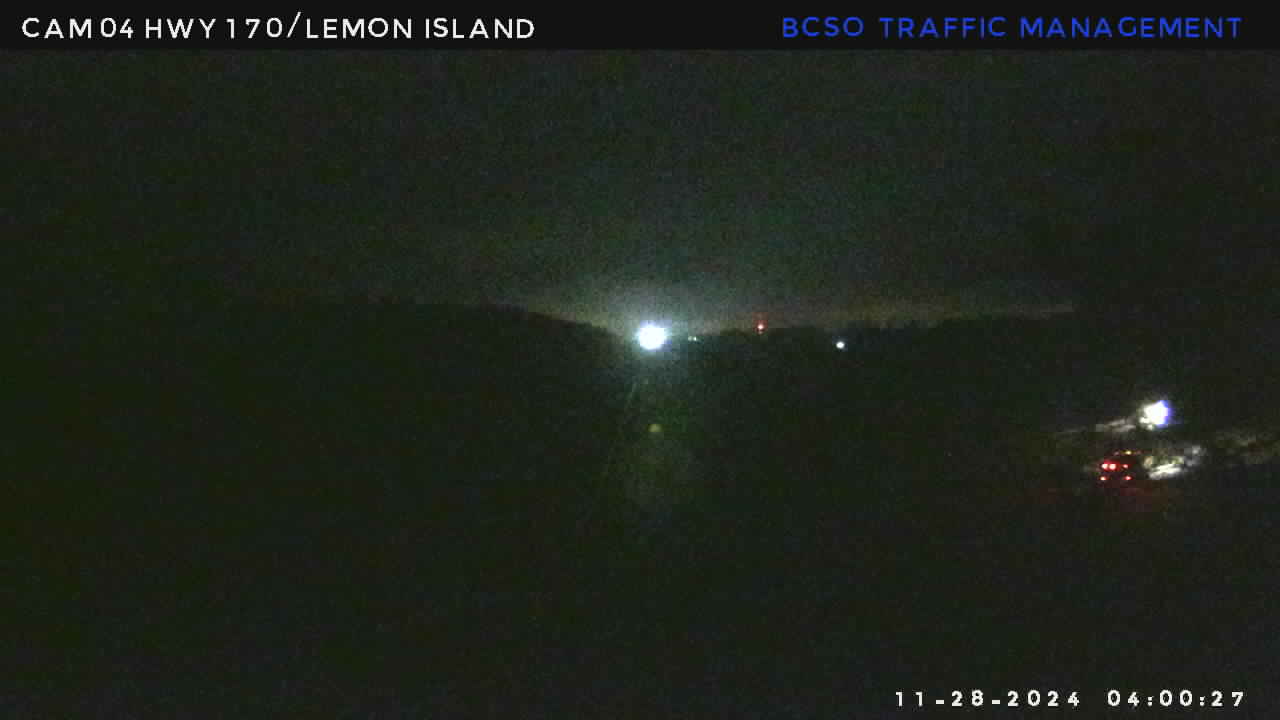 CAM04 HWY 170/LEMON ISLAND
BCSO TRAFFIC MANAGEMENT
11-28-2024 04:00:27